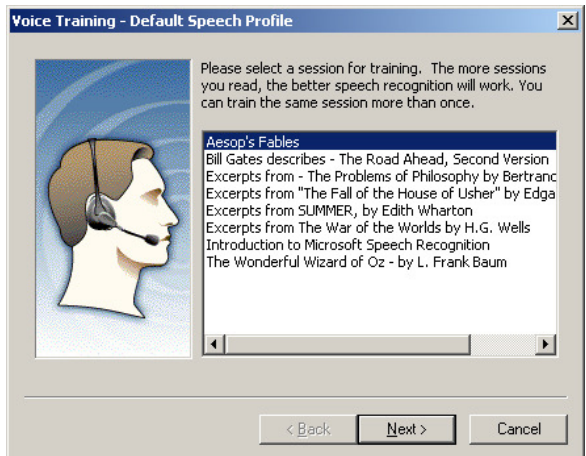 Voice Training - Default Speech Profile
Please select a session for training. The more sessions
you read, the better speech recognition will work. You
can train the same session more than once.
Aesop's Fables
Bill Gates describes - The Road Ahead, Second Version
Excerpts from - The Problems of Philosophy by Bertranc
Excerpts from "The Fall of the House of Usher" by Edga
Excerpts from SUMMER, by Edith Wharton
Excerpts from The War of the Worlds by H.G. Wells
Introduction to Microsoft Speech Recognition
The Wonderful Wizard of Oz - by L. Frank Baum
< Back Next > Cancel